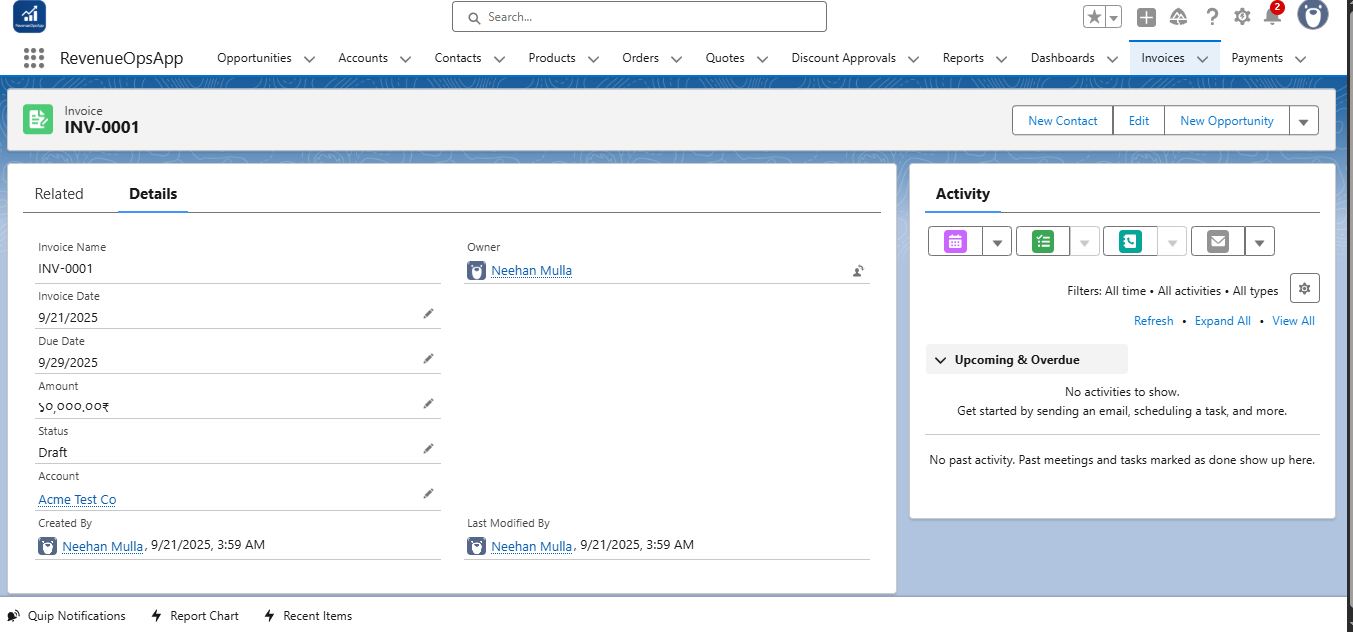 RevenueOpsApp
Search...
2
RevenueOpsApp
Opportunities
Accounts
Contacts
Products
Orders
Quotes
Discount Approvals
Reports
Dashboards
Invoices
Payments
Invoice
INV-0001
New Contact
Edit
New Opportunity
Related
Details
Invoice Name
INV-0001
Invoice Date
9/21/2025
Due Date
9/29/2025
Amount
১০,০০০.০০₹
Status
Draft
Account
Acme Test Co
Created By
Neehan Mulla, 9/21/2025, 3:59 AM
Owner
Neehan Mulla
Last Modified By
Neehan Mulla, 9/21/2025, 3:59 AM
Activity
Filters: All time • All activities • All types
Refresh • Expand All • View All
Upcoming & Overdue
No activities to show.
Get started by sending an email, scheduling a task, and more.
No past activity. Past meetings and tasks marked as done show up here.
Quip Notifications
Report Chart
Recent Items